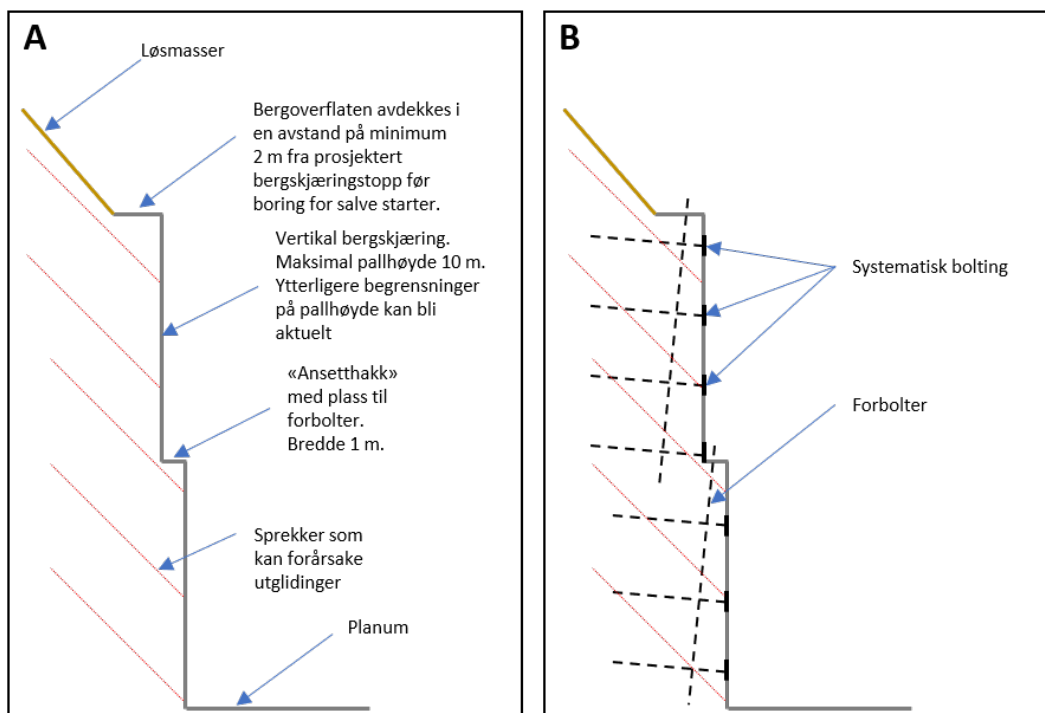 A
Løsmasser
Bergoverflaten avdekkes i
en avstand på minimum
2 m fra prosjektert
bergskjæringstopp før
boring for salve starter.
Vertikal bergskjæring.
Maksimal pallhøyde 10 m.
Ytterligere begrensninger
på pallhøyde kan bli
aktuelt
«Ansetthakk»
med plass til
forbolter.
Bredde 1 m.
Sprekker som
kan forårsake
utglidinger
Planum
B
Systematisk bolting
Forbolter